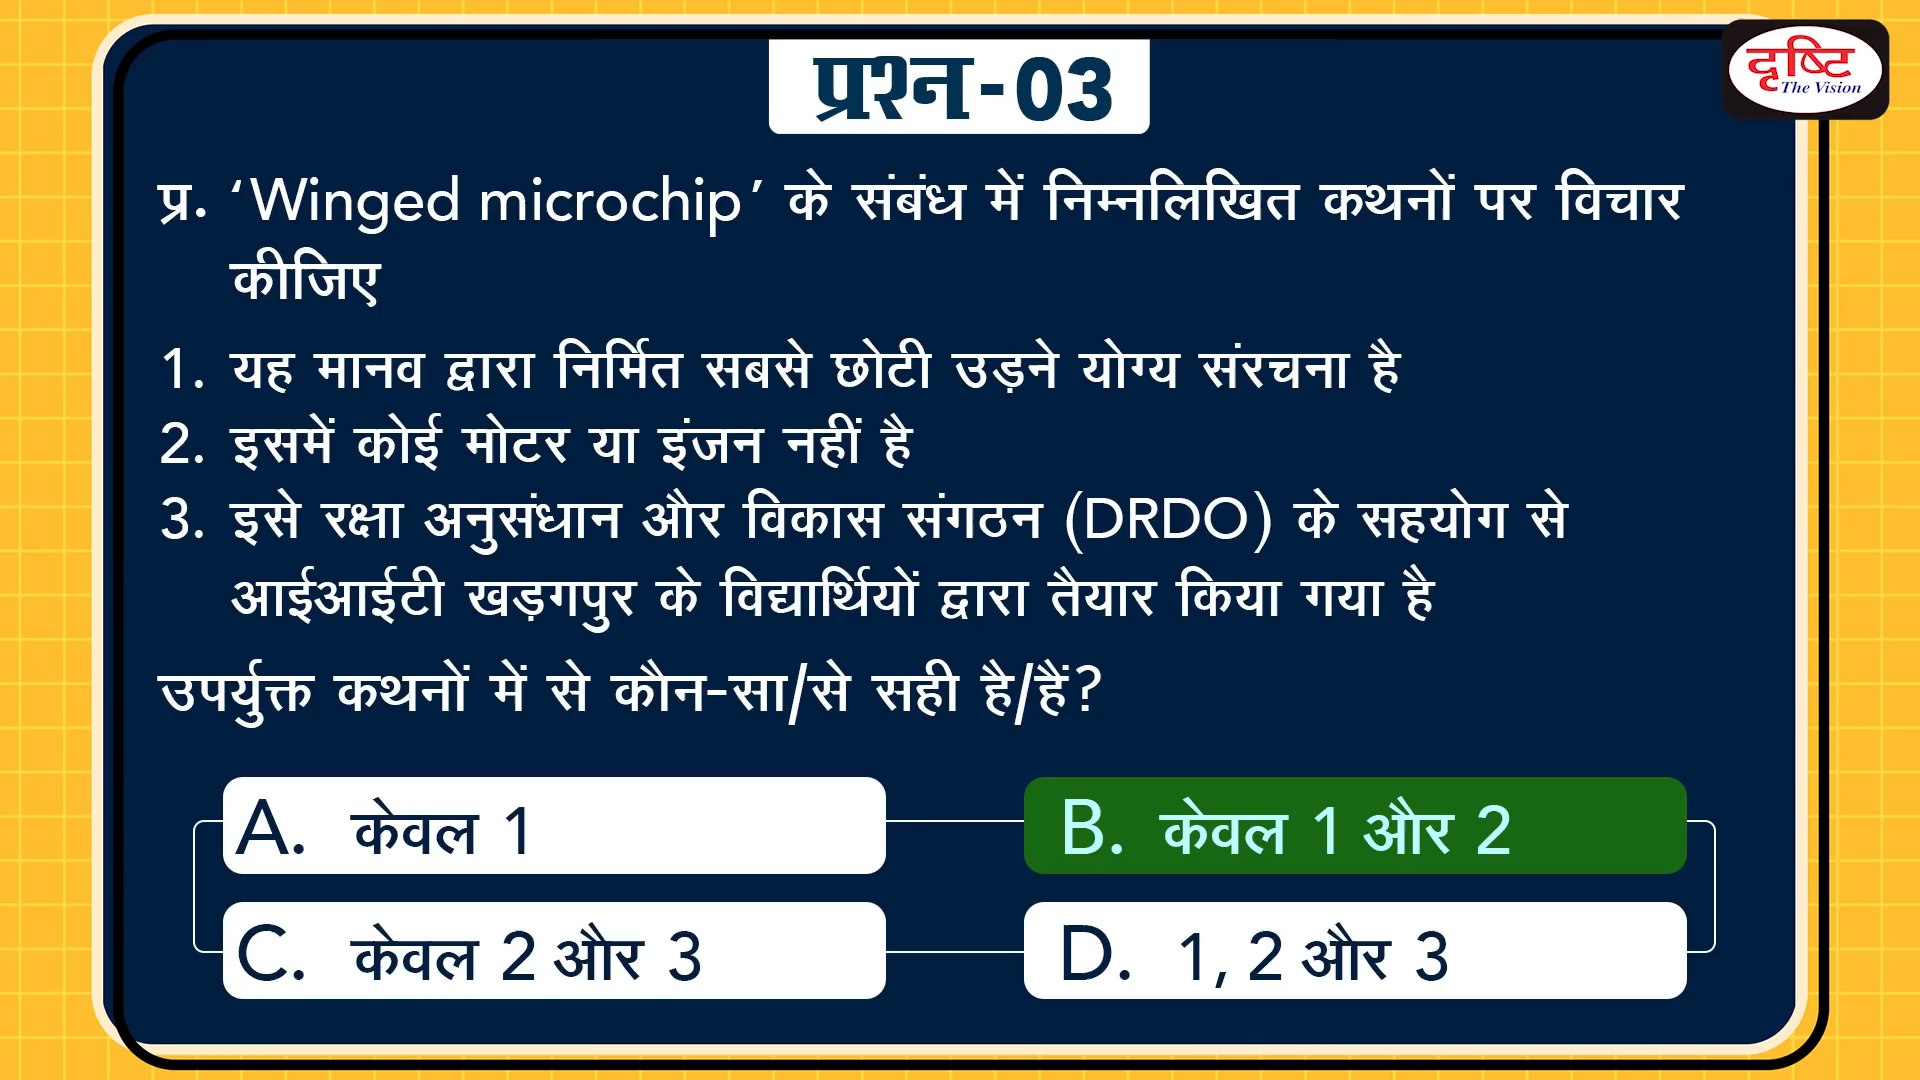 प्रश्न-03
दृष्टि
The Vision
प्र. ‘Winged microchip’ के संबंध में निम्नलिखित कथनों पर विचार
कीजिए
1. यह मानव द्वारा निर्मित सबसे छोटी उड़ने योग्य संरचना है
2. इसमें कोई मोटर या इंजन नहीं है
3. इसे रक्षा अनुसंधान और विकास संगठन (DRDO) के सहयोग से
आईआईटी खड़गपुर के विद्यार्थियों द्वारा तैयार किया गया है
उपर्युक्त कथनों में से कौन-सा/से सही है/हैं?
A. केवल 1
B. केवल 1 और 2
C. केवल 2 और 3
D. 1, 2 और 3